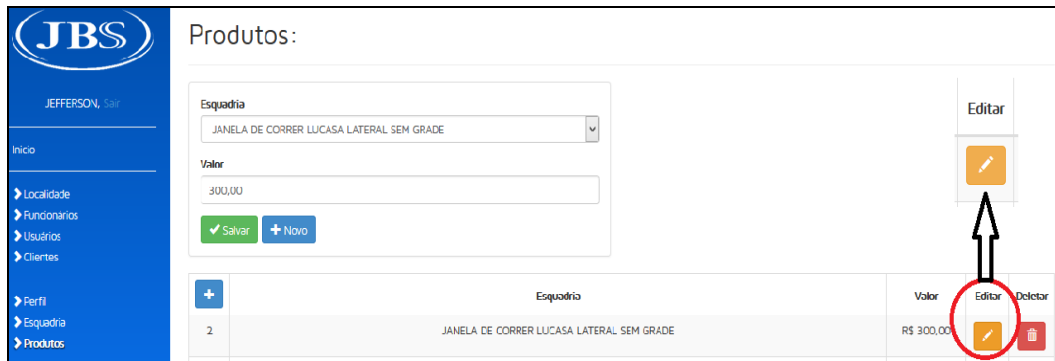 JBS
JEFFERSON, Sair
Inicio
Localidade
Funcionarios
Usuários
Clientes
Perfil
Esquadria
Produtos
Produtos:
Esquadria
JANELA DE CORRER LUCASA LATERAL SEM GRADE
Valor
300,00
Salvar
Novo
Editar
Esquadria Valor Editar Deletar
2 JANELA DE CORRER LUCASA LATERAL SEM GRADE R$ 300,00